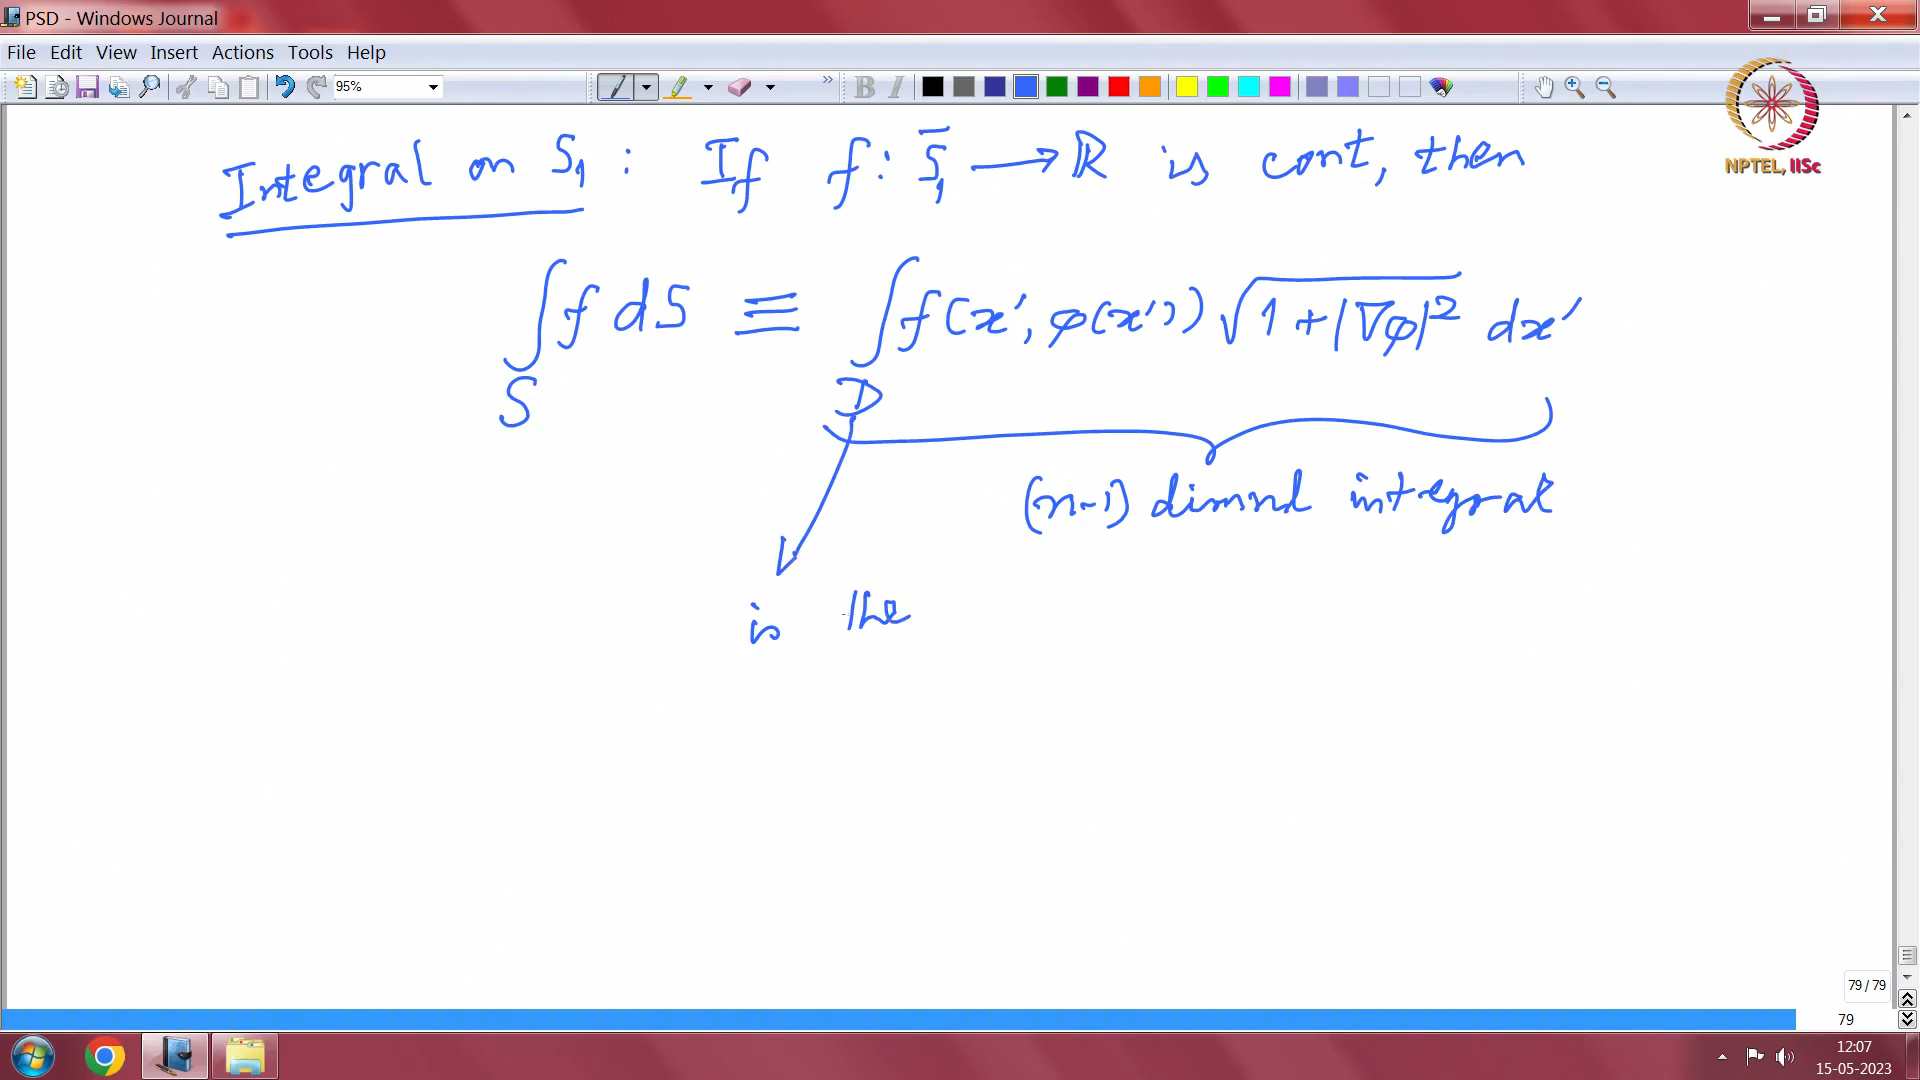 PSD - Windows Journal
File Edit View Insert Actions Tools Help
95%
NPTEL, IISc
Integral on S₁ : If f : S̄₁ → ℝ is cont, then
∫_S f dS ≡ ∫_D f(x', φ(x')) √(1 + |∇φ|²) dx'
(n-1) dimnl integral
is the
79 / 79
79
12:07
15-05-2023